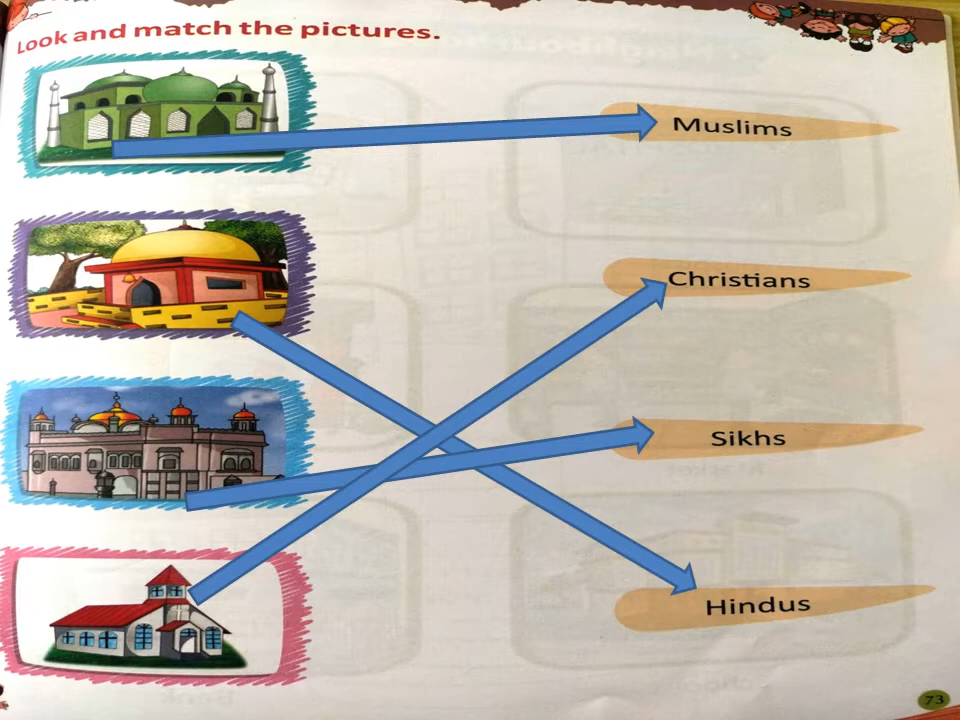 Look and match the pictures.
Muslims
Christians
Sikhs
Hindus
73